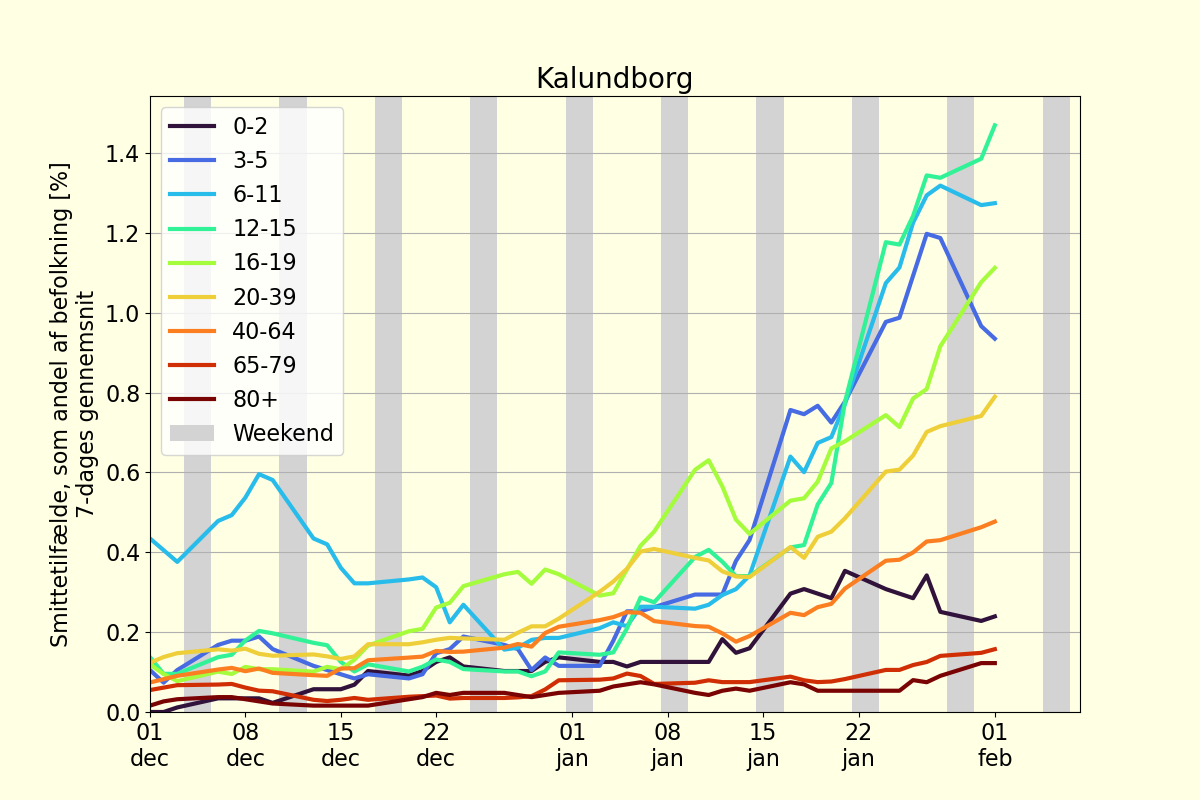 Kalundborg
Smittetilfælde, som andel af befolkning [%]
7-dages gennemsnit
1.4
1.2
1.0
0.8
0.6
0.4
0.2
0.0
0-2
3-5
6-11
12-15
16-19
20-39
40-64
65-79
80+
Weekend
01 08 15 22 01 08 15 22 01
dec dec dec dec jan jan jan jan feb